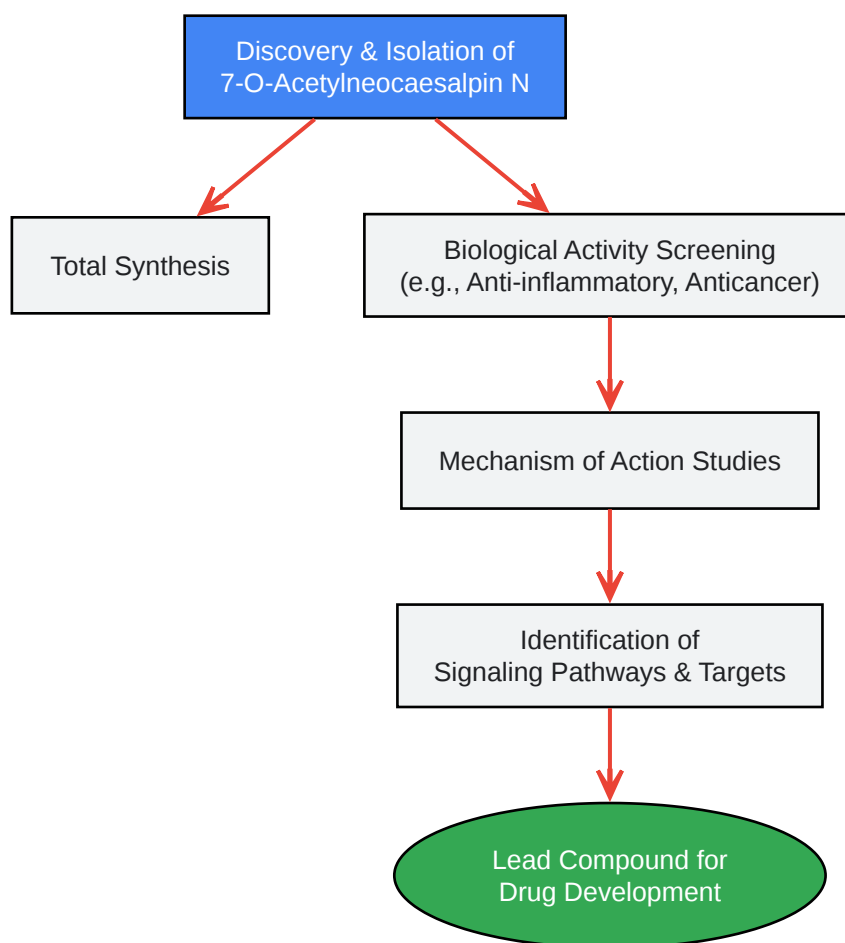 Discovery & Isolation of
7-O-Acetylneocaesalpin N
Total Synthesis
Biological Activity Screening
(e.g., Anti-inflammatory, Anticancer)
Mechanism of Action Studies
Identification of
Signaling Pathways & Targets
Lead Compound for
Drug Development